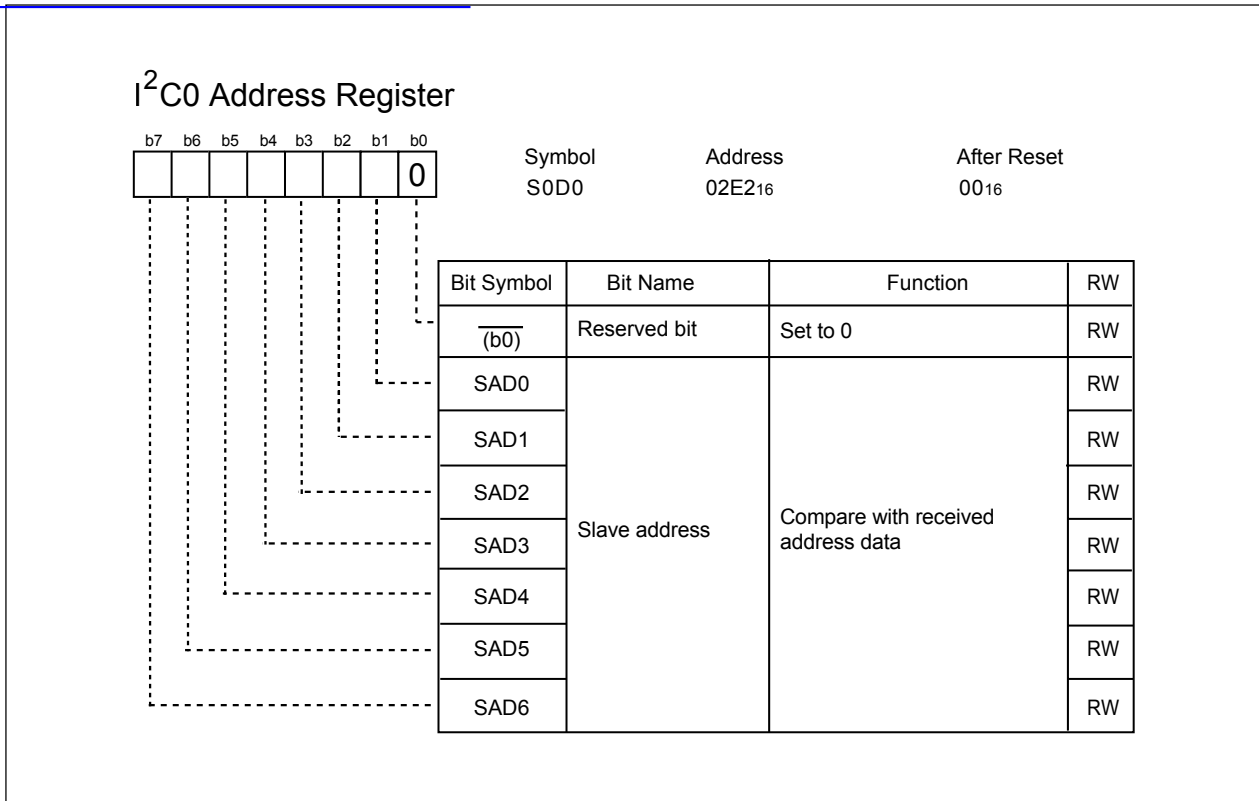 I2C0 Address Register
b7 b6 b5 b4 b3 b2 b1 b0
0
Symbol Address After Reset
S0D0 02E216 0016
Bit Symbol Bit Name Function RW
(b0) Reserved bit Set to 0 RW
SAD0 RW
SAD1 RW
SAD2 RW
Slave address
Compare with received
address data
SAD3 RW
SAD4 RW
SAD5 RW
SAD6 RW